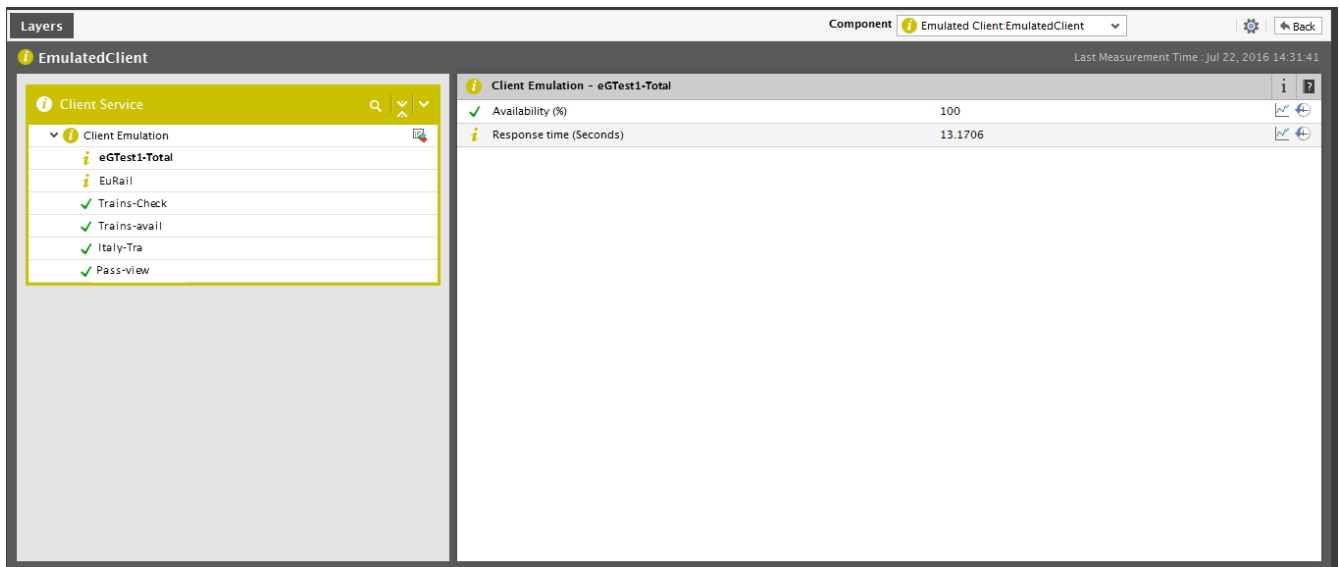 Layers
Component Emulated Client:EmulatedClient
Back
EmulatedClient
Last Measurement Time : Jul 22, 2016 14:31:41
Client Service
Client Emulation
eGTest1-Total
EuRail
Trains-Check
Trains-avail
Italy-Tra
Pass-view
Client Emulation - eGTest1-Total
Availability (%) 100
Response time (Seconds) 13.1706